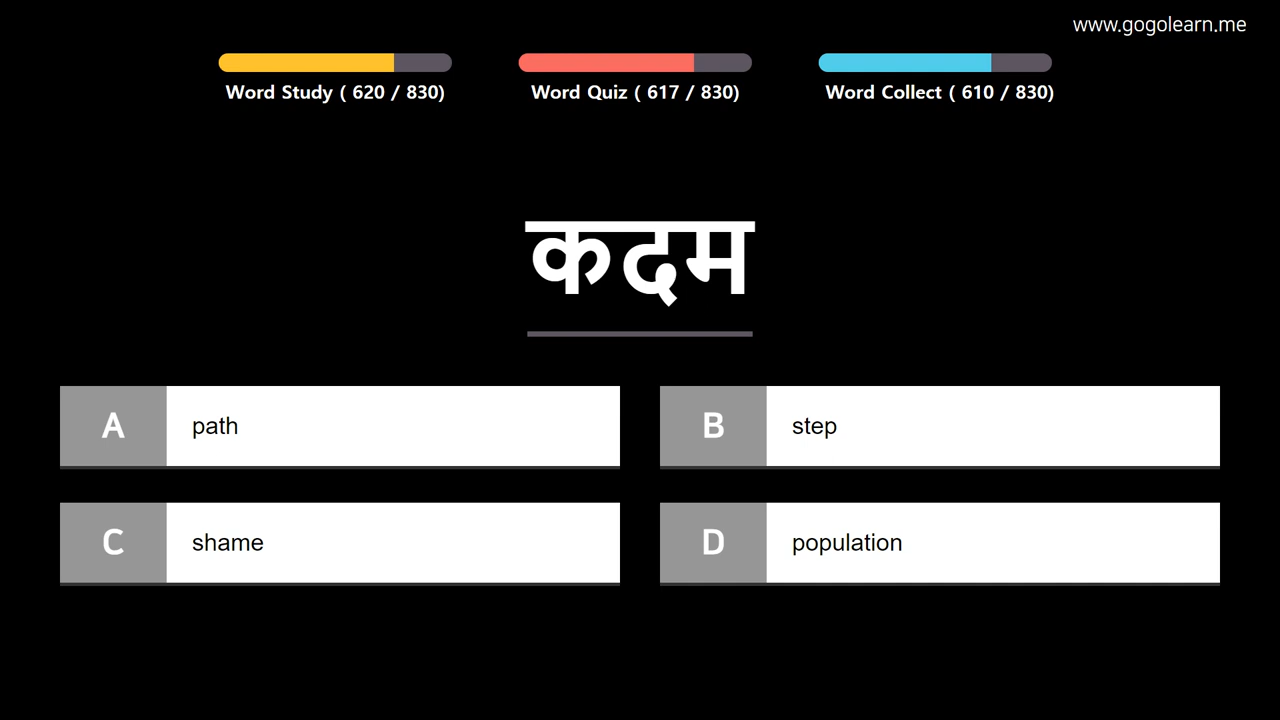 www.gogolearn.me
Word Study ( 620 / 830)
Word Quiz ( 617 / 830)
Word Collect ( 610 / 830)
कदम
A path
B step
C shame
D population